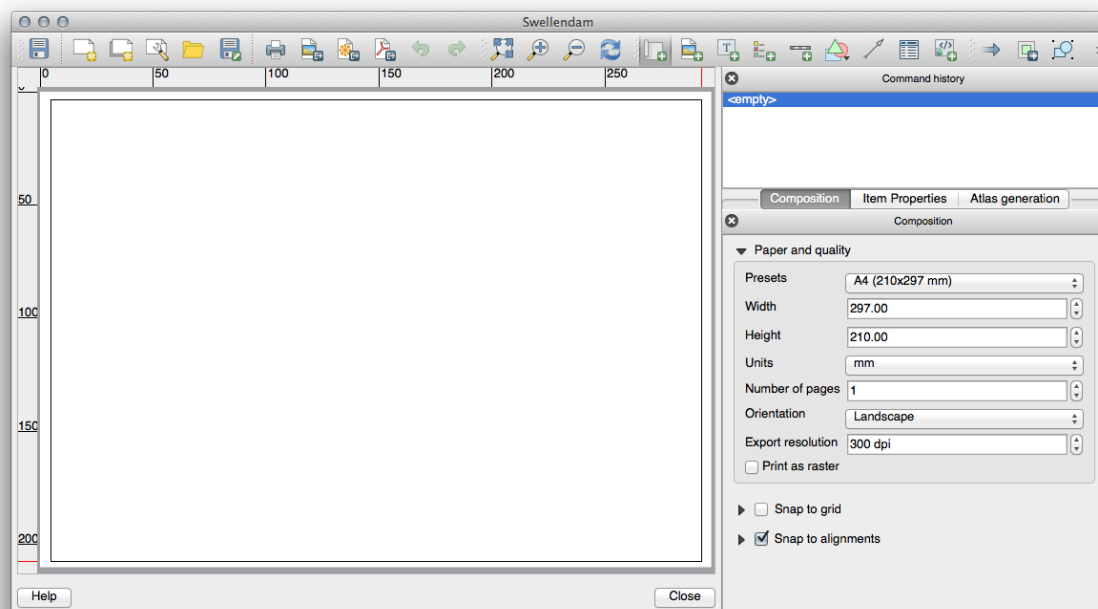 Swellendam
0 50 100 150 200 250
Command history
<empty>
50
100
150
200
Composition Item Properties Atlas generation
Composition
Paper and quality
Presets A4 (210x297 mm)
Width 297.00
Height 210.00
Units mm
Number of pages 1
Orientation Landscape
Export resolution 300 dpi
Print as raster
Snap to grid
Snap to alignments
Help Close